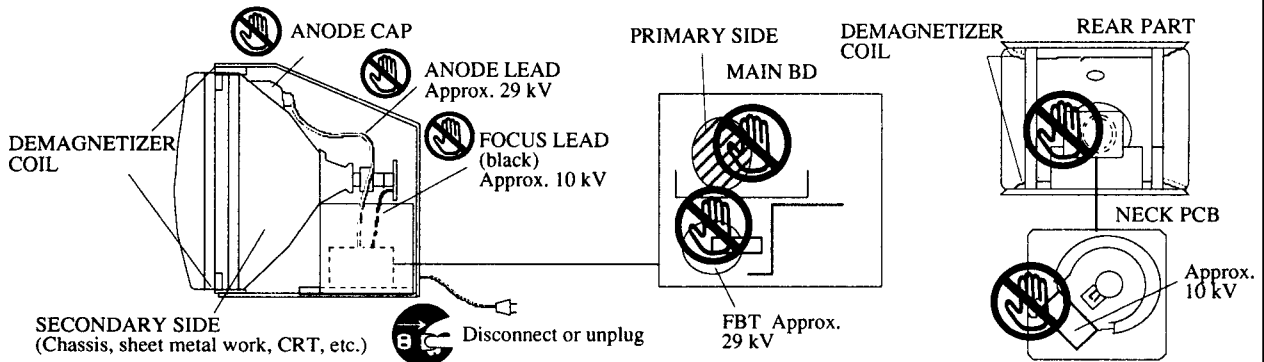 ANODE CAP
ANODE LEAD
Approx. 29 kV
FOCUS LEAD
(black)
Approx. 10 kV
DEMAGNETIZER
COIL
SECONDARY SIDE
(Chassis, sheet metal work, CRT, etc.)
Disconnect or unplug
PRIMARY SIDE
MAIN BD
FBT Approx.
29 kV
DEMAGNETIZER
COIL
REAR PART
NECK PCB
Approx.
10 kV